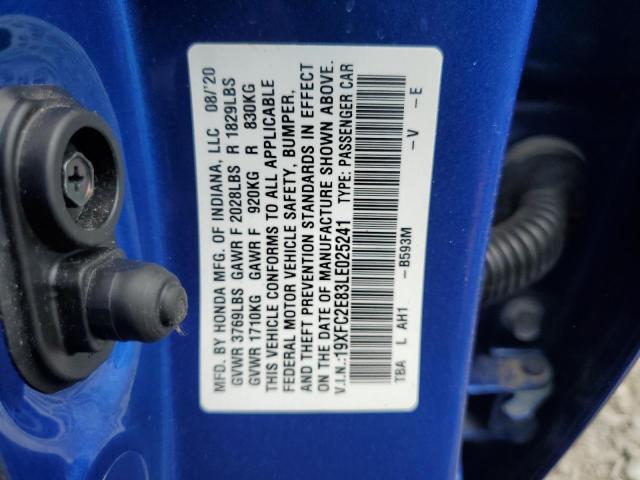 MFD. BY HONDA MFG. OF INDIANA, LLC 08/'20
GVWR 3769LBS GAWR F 2028LBS R 1829LBS
GVWR 1710KG GAWR F 920KG R 830KG
THIS VEHICLE CONFORMS TO ALL APPLICABLE
FEDERAL MOTOR VEHICLE SAFETY, BUMPER,
AND THEFT PREVENTION STANDARDS IN EFFECT
ON THE DATE OF MANUFACTURE SHOWN ABOVE.
V.I.N.:19XFC2E83LE025241 TYPE: PASSENGER CAR
TBA L AH1 -B593M -V -E